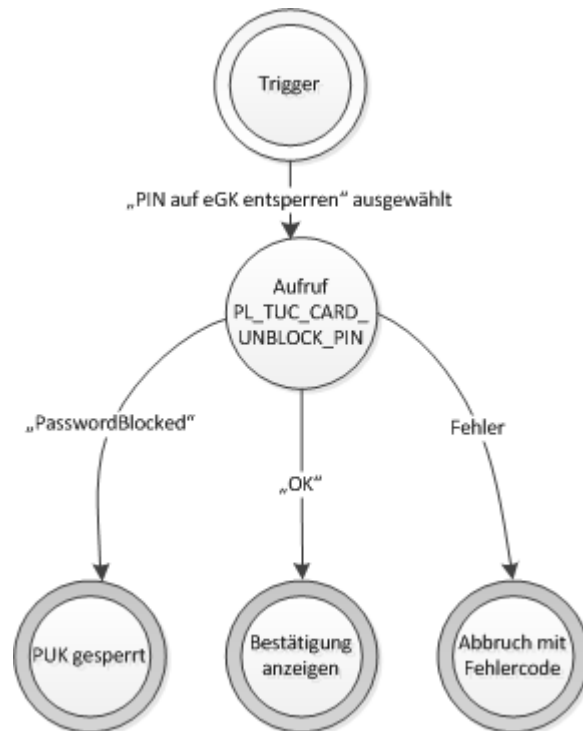 Trigger
„PIN auf eGK entsperren“ ausgewählt
Aufruf
PL_TUC_CARD_
UNBLOCK_PIN
„PasswordBlocked“
Fehler
„OK“
PUK gesperrt
Bestätigung
anzeigen
Abbruch mit
Fehlercode